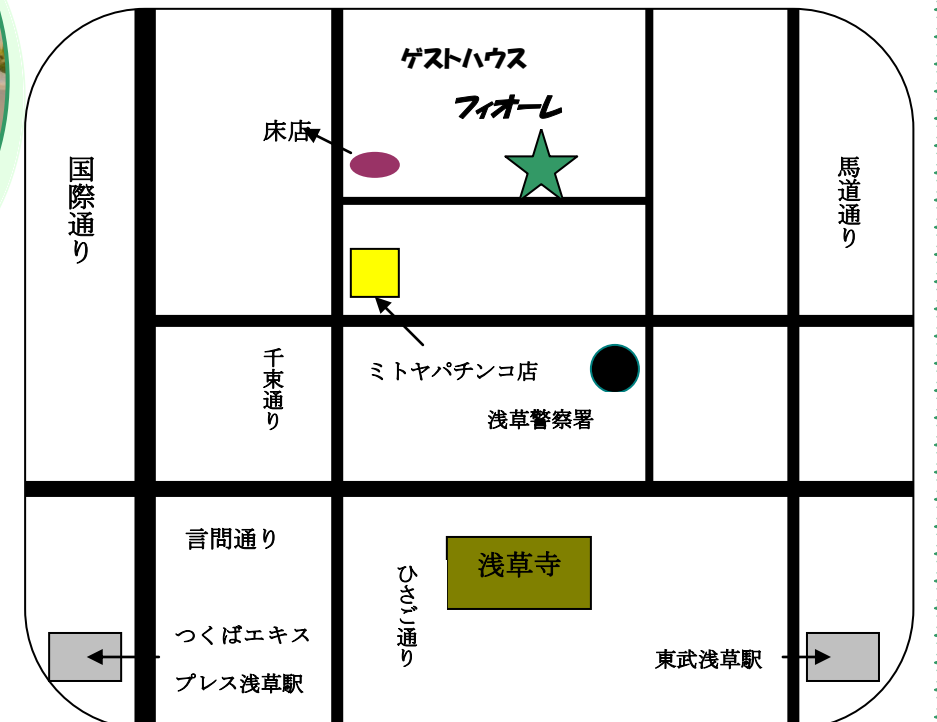 ゲストハウス
フィオーレ
床店
国際通り
馬道通り
千東通り
ミトヤパチンコ店
浅草警察署
言問通り
浅草寺
ひさご通り
つくばエキス
プレス浅草駅
東武浅草駅